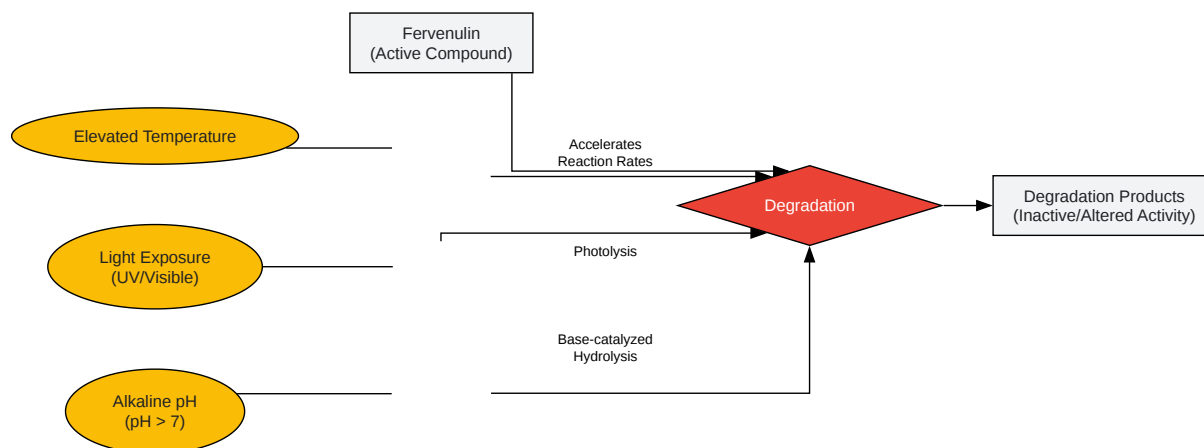 Fervenulin
(Active Compound)
Elevated Temperature
Accelerates
Reaction Rates
Degradation
Degradation Products
(Inactive/Altered Activity)
Light Exposure
(UV/Visible)
Photolysis
Base-catalyzed
Hydrolysis
Alkaline pH
(pH > 7)